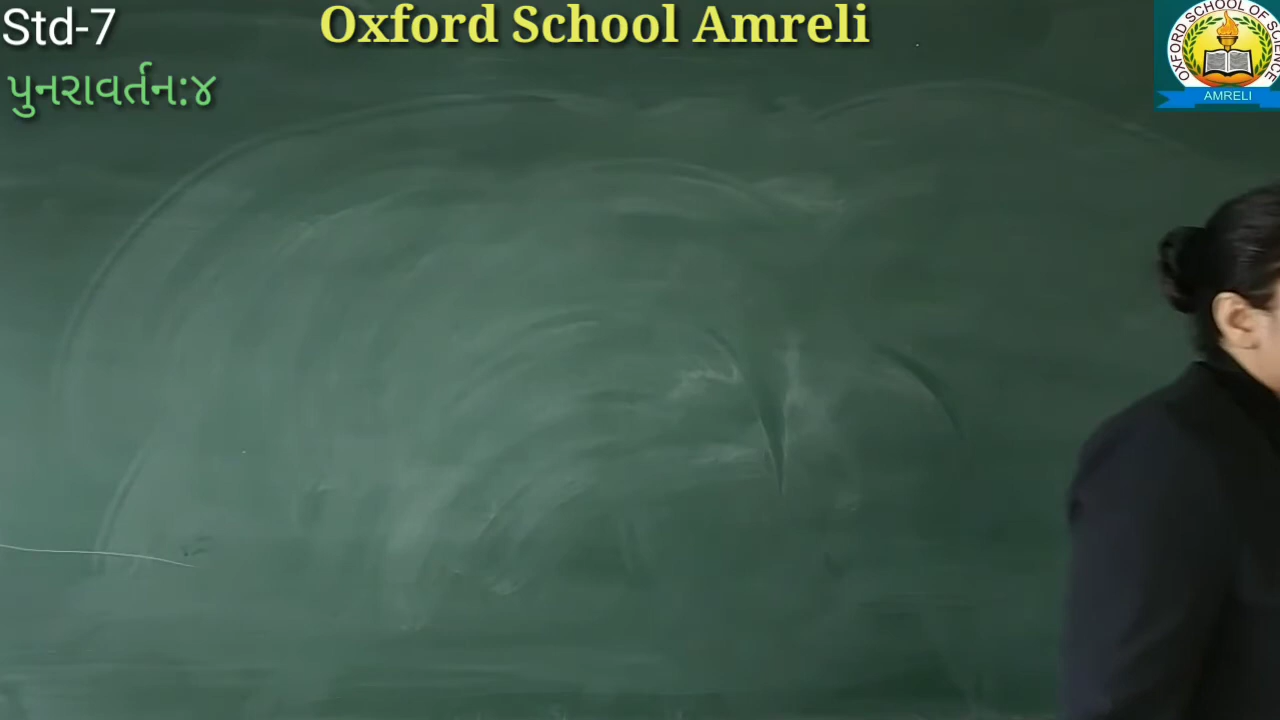 Std-7
Oxford School Amreli
પુનરાવર્તન:૪
OXFORD SCHOOL OF SCIENCE
AMRELI